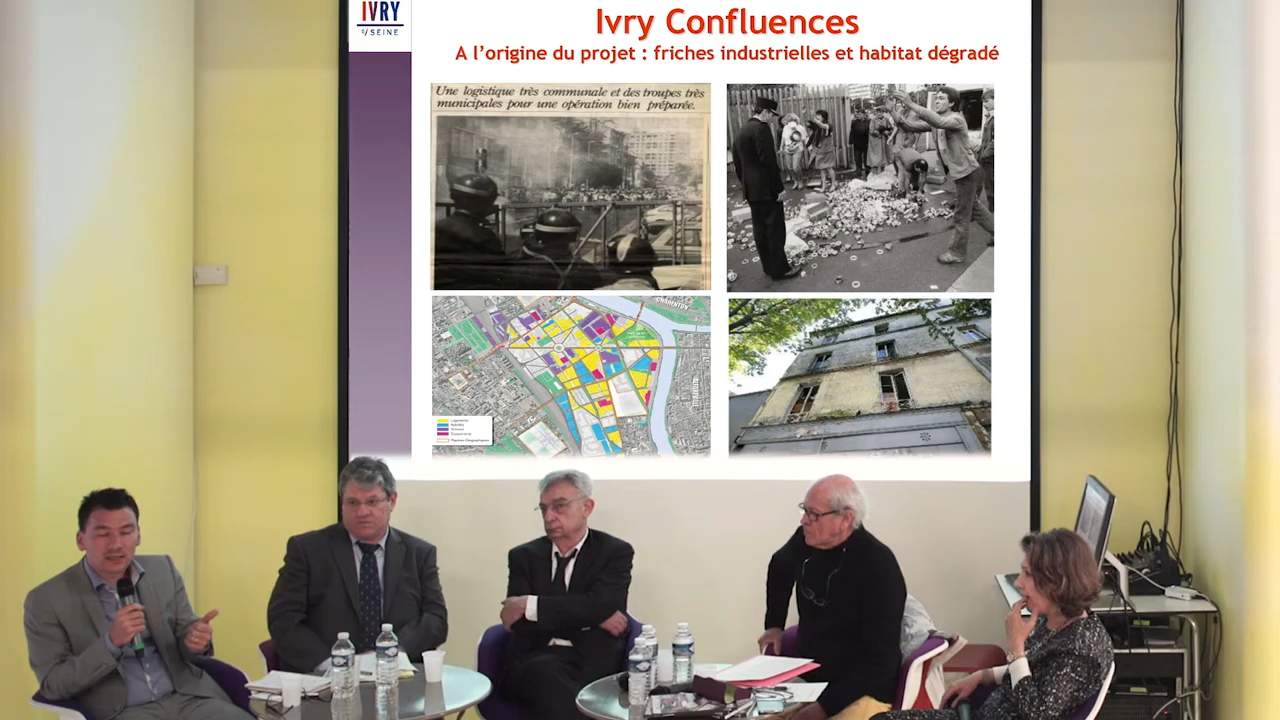 IVRY
s/ SEINE
Ivry Confluences
A l'origine du projet : friches industrielles et habitat dégradé
Une logistique très communale et des troupes très
municipales pour une opération bien préparée.
CHARENTON